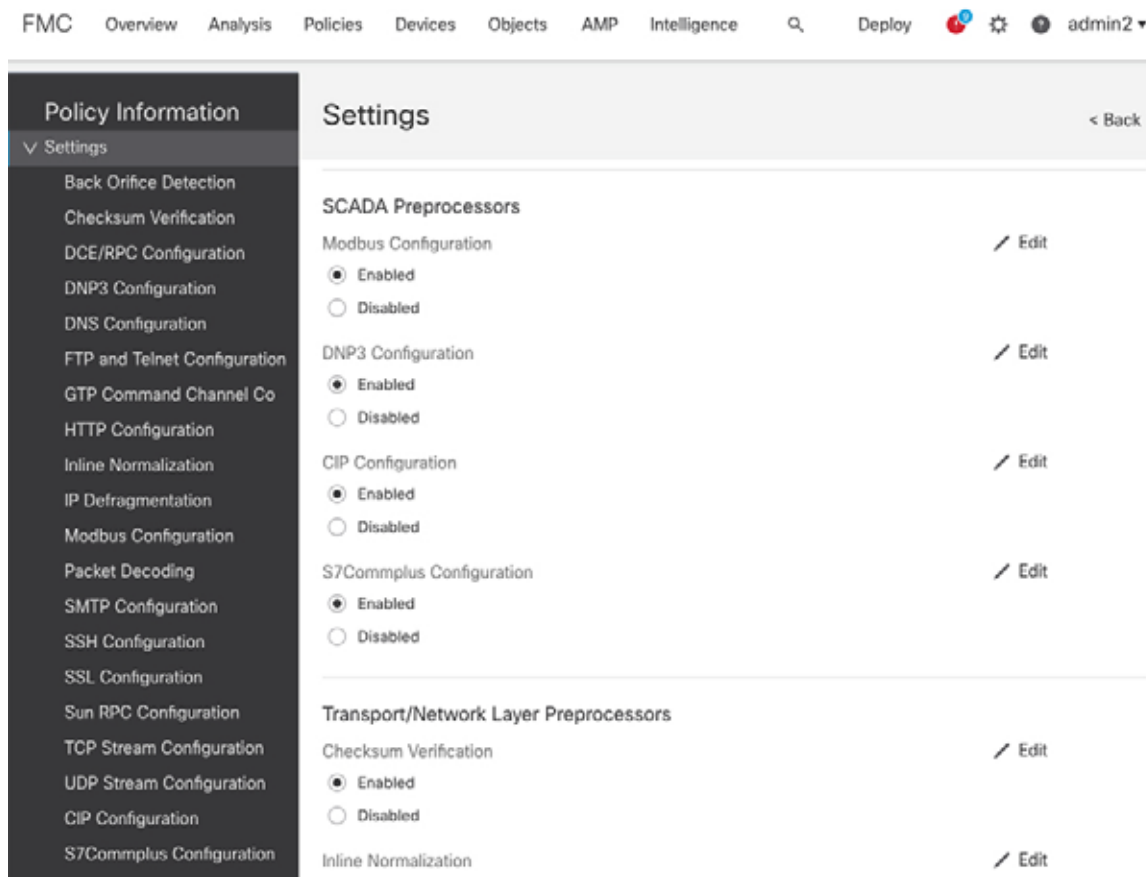 FMC Overview Analysis Policies Devices Objects AMP Intelligence Deploy admin2
Policy Information
Settings
Back Orifice Detection
Checksum Verification
DCE/RPC Configuration
DNP3 Configuration
DNS Configuration
FTP and Telnet Configuration
GTP Command Channel Co
HTTP Configuration
Inline Normalization
IP Defragmentation
Modbus Configuration
Packet Decoding
SMTP Configuration
SSH Configuration
SSL Configuration
Sun RPC Configuration
TCP Stream Configuration
UDP Stream Configuration
CIP Configuration
S7Commplus Configuration
Settings
< Back
SCADA Preprocessors
Modbus Configuration Edit
Enabled
Disabled
DNP3 Configuration Edit
Enabled
Disabled
CIP Configuration Edit
Enabled
Disabled
S7Commplus Configuration Edit
Enabled
Disabled
Transport/Network Layer Preprocessors
Checksum Verification Edit
Enabled
Disabled
Inline Normalization Edit